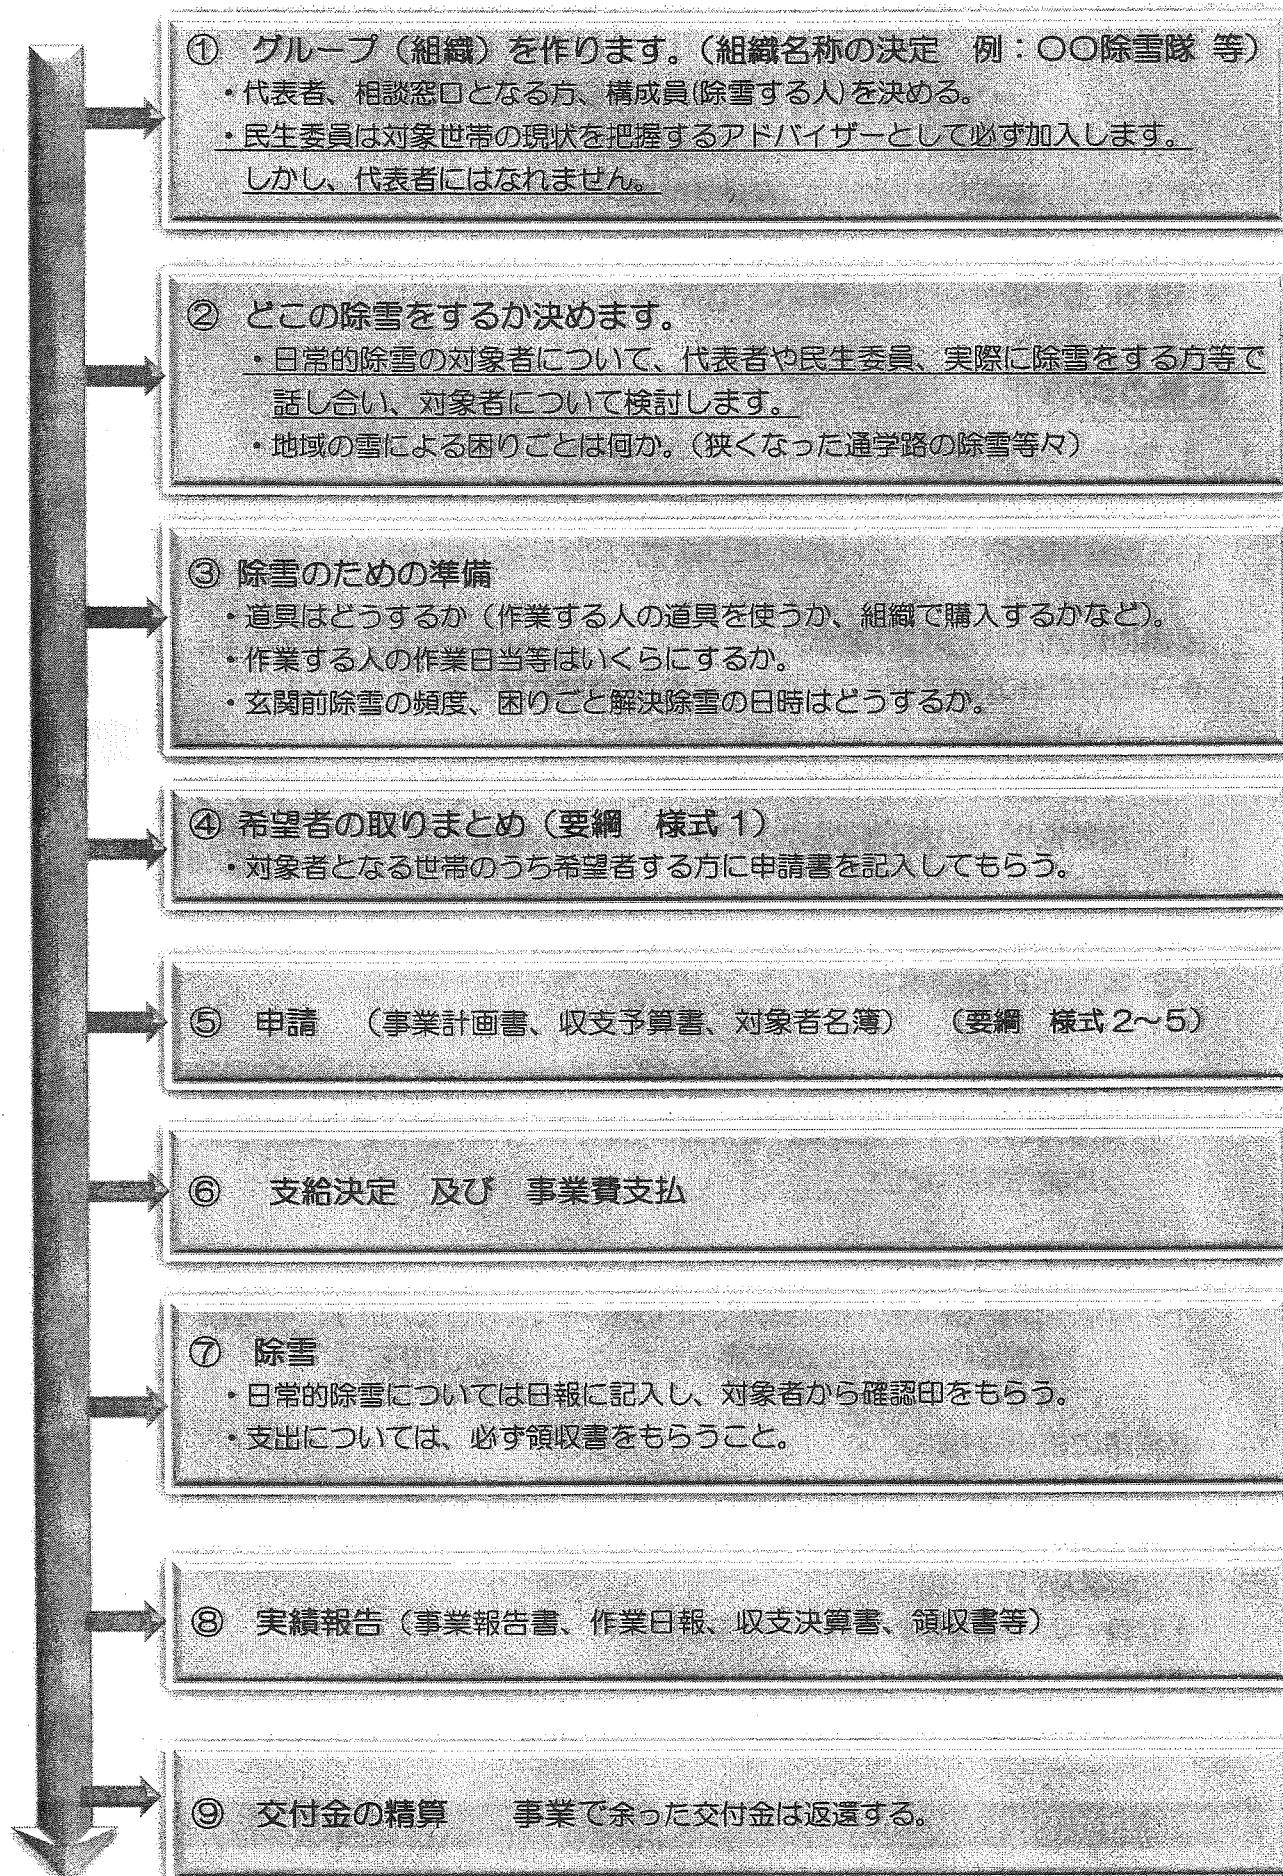 ① グループ（組織）を作ります。（組織名称の決定　例：〇〇除雪隊 等）
・代表者、相談窓口となる方、構成員(除雪する人)を決める。
・民生委員は対象世帯の現状を把握するアドバイザーとして必ず加入します。
しかし、代表者にはなれません。
② どこの除雪をするか決めます。
・日常的除雪の対象者について、代表者や民生委員、実際に除雪をする方等で
話し合い、対象者について検討します。
・地域の雪による困りごとは何か。（狭くなった通学路の除雪等々）
③ 除雪のための準備
・道具はどうするか（作業する人の道具を使うか、組織で購入するかなど）。
・作業する人の作業日当等はいくらにするか。
・玄関前除雪の頻度、困りごと解決除雪の日時はどうするか。
④ 希望者の取りまとめ（要綱　様式１）
・対象者となる世帯のうち希望者する方に申請書を記入してもらう。
⑤ 申請　（事業計画書、収支予算書、対象者名簿）　（要綱　様式２～５）
⑥ 支給決定　及び　事業費支払
⑦ 除雪
・日常的除雪については日報に記入し、対象者から確認印をもらう。
・支出については、必ず領収書をもらうこと。
⑧ 実績報告（事業報告書、作業日報、収支決算書、領収書等）
⑨ 交付金の精算　　事業で余った交付金は返還する。